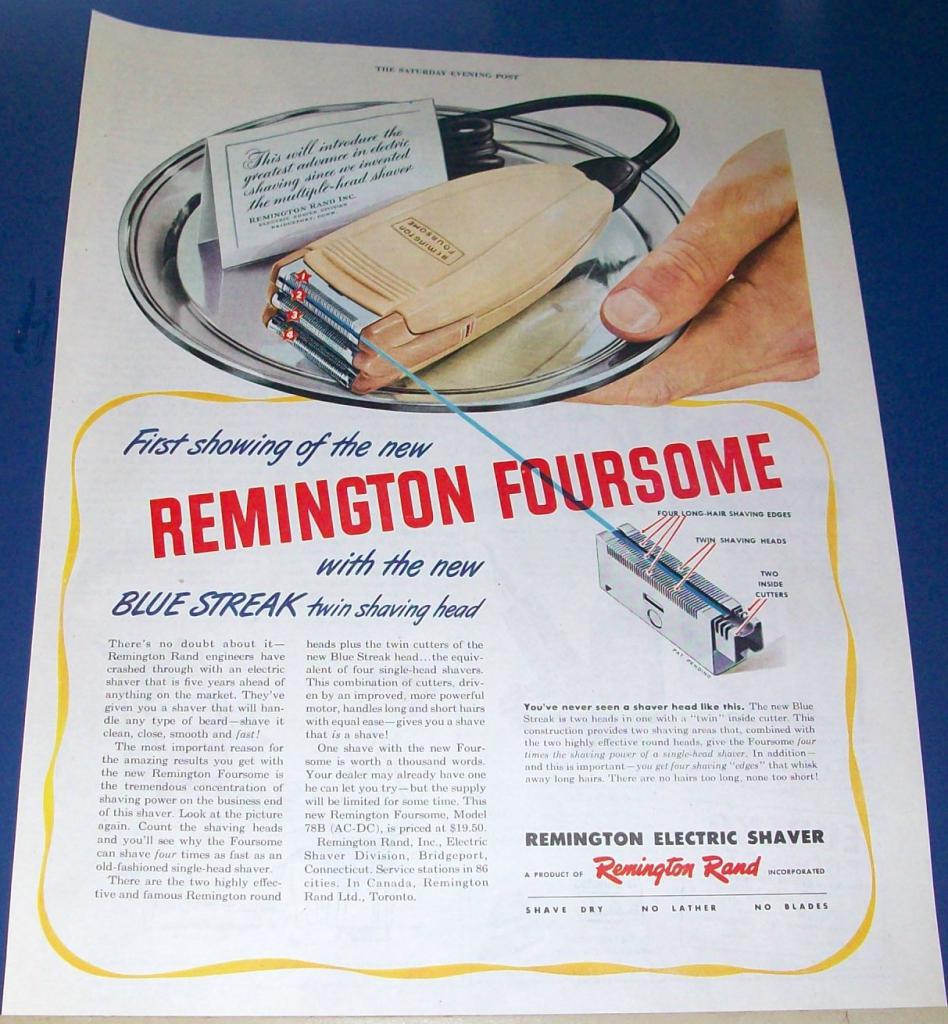 THE SATURDAY EVENING POST
This will introduce the
greatest advance in electric
shaving since we invented
the multiple-head shaver
REMINGTON RAND INC.
ELECTRIC SHAVER DIVISION
BRIDGEPORT, CONN.
REMINGTON
FOURSOME
1
2
3
4
First showing of the new
REMINGTON FOURSOME
with the new
BLUE STREAK twin shaving head
FOUR LONG-HAIR SHAVING EDGES
TWIN SHAVING HEADS
TWO
INSIDE
CUTTERS
PAT PENDING
There's no doubt about it—
Remington Rand engineers have
crashed through with an electric
shaver that is five years ahead of
anything on the market. They've
given you a shaver that will han-
dle any type of beard—shave it
clean, close, smooth and fast!
The most important reason for
the amazing results you get with
the new Remington Foursome is
the tremendous concentration of
shaving power on the business end
of this shaver. Look at the picture
again. Count the shaving heads
and you'll see why the Foursome
can shave four times as fast as an
old-fashioned single-head shaver.
There are the two highly effec-
tive and famous Remington round
heads plus the twin cutters of the
new Blue Streak head...the equiv-
alent of four single-head shavers.
This combination of cutters, driv-
en by an improved, more powerful
motor, handles long and short hairs
with equal ease—gives you a shave
that is a shave!
One shave with the new Four-
some is worth a thousand words.
Your dealer may already have one
he can let you try—but the supply
will be limited for some time. This
new Remington Foursome, Model
78B (AC-DC), is priced at $19.50.
Remington Rand, Inc., Electric
Shaver Division, Bridgeport,
Connecticut. Service stations in 86
cities. In Canada, Remington
Rand Ltd., Toronto.
You've never seen a shaver head like this. The new Blue
Streak is two heads in one with a "twin" inside cutter. This
construction provides two shaving areas that, combined with
the two highly effective round heads, give the Foursome four
times the shaving power of a single-head shaver. In addition—
and this is important—you get four shaving "edges" that whisk
away long hairs. There are no hairs too long, none too short!
REMINGTON ELECTRIC SHAVER
A PRODUCT OF Remington Rand INCORPORATED
SHAVE DRY NO LATHER NO BLADES